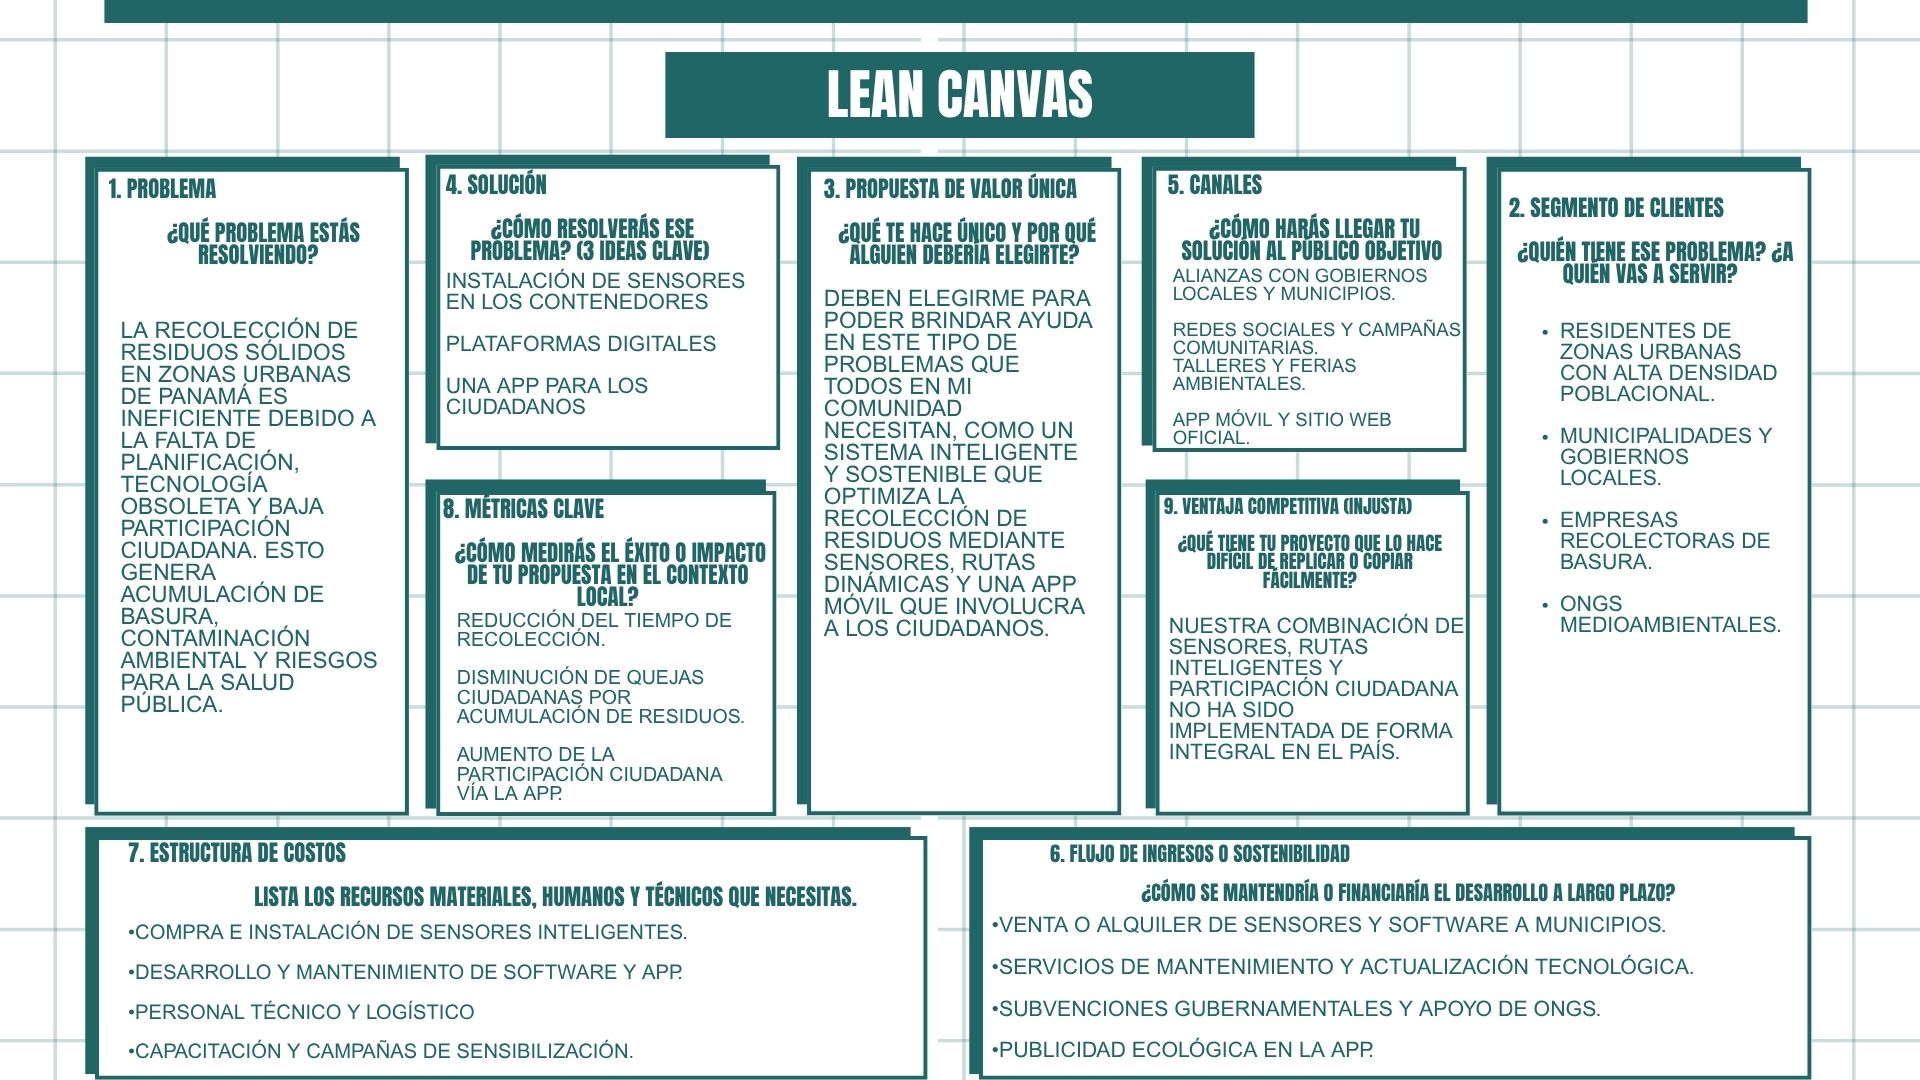 LEAN CANVAS
1. PROBLEMA
¿QUÉ PROBLEMA ESTÁS
RESOLVIENDO?
LA RECOLECCIÓN DE
RESIDUOS SÓLIDOS
EN ZONAS URBANAS
DE PANAMÁ ES
INEFICIENTE DEBIDO A
LA FALTA DE
PLANIFICACIÓN,
TECNOLOGÍA
OBSOLETA Y BAJA
PARTICIPACIÓN
CIUDADANA. ESTO
GENERA
ACUMULACIÓN DE
BASURA,
CONTAMINACIÓN
AMBIENTAL Y RIESGOS
PARA LA SALUD
PÚBLICA.
4. SOLUCIÓN
¿CÓMO RESOLVERÁS ESE
PROBLEMA? (3 IDEAS CLAVE)
INSTALACIÓN DE SENSORES
EN LOS CONTENEDORES
PLATAFORMAS DIGITALES
UNA APP PARA LOS
CIUDADANOS
8. MÉTRICAS CLAVE
¿CÓMO MEDIRÁS EL ÉXITO O IMPACTO
DE TU PROPUESTA EN EL CONTEXTO
LOCAL?
REDUCCIÓN DEL TIEMPO DE
RECOLECCIÓN.
DISMINUCIÓN DE QUEJAS
CIUDADANAS POR
ACUMULACIÓN DE RESIDUOS.
AUMENTO DE LA
PARTICIPACIÓN CIUDADANA
VÍA LA APP.
3. PROPUESTA DE VALOR ÚNICA
¿QUÉ TE HACE ÚNICO Y POR QUÉ
ALGUIEN DEBERÍA ELEGIRTE?
DEBEN ELEGIRME PARA
PODER BRINDAR AYUDA
EN ESTE TIPO DE
PROBLEMAS QUE
TODOS EN MI
COMUNIDAD
NECESITAN, COMO UN
SISTEMA INTELIGENTE
Y SOSTENIBLE QUE
OPTIMIZA LA
RECOLECCIÓN DE
RESIDUOS MEDIANTE
SENSORES, RUTAS
DINÁMICAS Y UNA APP
MÓVIL QUE INVOLUCRA
A LOS CIUDADANOS.
5. CANALES
¿CÓMO HARÁS LLEGAR TU
SOLUCIÓN AL PÚBLICO OBJETIVO
ALIANZAS CON GOBIERNOS
LOCALES Y MUNICIPIOS.
REDES SOCIALES Y CAMPAÑAS
COMUNITARIAS.
TALLERES Y FERIAS
AMBIENTALES.
APP MÓVIL Y SITIO WEB
OFICIAL.
9. VENTAJA COMPETITIVA (INJUSTA)
¿QUÉ TIENE TU PROYECTO QUE LO HACE
DIFÍCIL DE REPLICAR O COPIAR
FÁCILMENTE?
NUESTRA COMBINACIÓN DE
SENSORES, RUTAS
INTELIGENTES Y
PARTICIPACIÓN CIUDADANA
NO HA SIDO
IMPLEMENTADA DE FORMA
INTEGRAL EN EL PAÍS.
2. SEGMENTO DE CLIENTES
¿QUIÉN TIENE ESE PROBLEMA? ¿A
QUIÉN VAS A SERVIR?
• RESIDENTES DE
ZONAS URBANAS
CON ALTA DENSIDAD
POBLACIONAL.
• MUNICIPALIDADES Y
GOBIERNOS
LOCALES.
• EMPRESAS
RECOLECTORAS DE
BASURA.
• ONGS
MEDIOAMBIENTALES.
7. ESTRUCTURA DE COSTOS
LISTA LOS RECURSOS MATERIALES, HUMANOS Y TÉCNICOS QUE NECESITAS.
•COMPRA E INSTALACIÓN DE SENSORES INTELIGENTES.
•DESARROLLO Y MANTENIMIENTO DE SOFTWARE Y APP.
•PERSONAL TÉCNICO Y LOGÍSTICO
•CAPACITACIÓN Y CAMPAÑAS DE SENSIBILIZACIÓN.
6. FLUJO DE INGRESOS O SOSTENIBILIDAD
¿CÓMO SE MANTENDRÍA O FINANCIARÍA EL DESARROLLO A LARGO PLAZO?
•VENTA O ALQUILER DE SENSORES Y SOFTWARE A MUNICIPIOS.
•SERVICIOS DE MANTENIMIENTO Y ACTUALIZACIÓN TECNOLÓGICA.
•SUBVENCIONES GUBERNAMENTALES Y APOYO DE ONGS.
•PUBLICIDAD ECOLÓGICA EN LA APP.